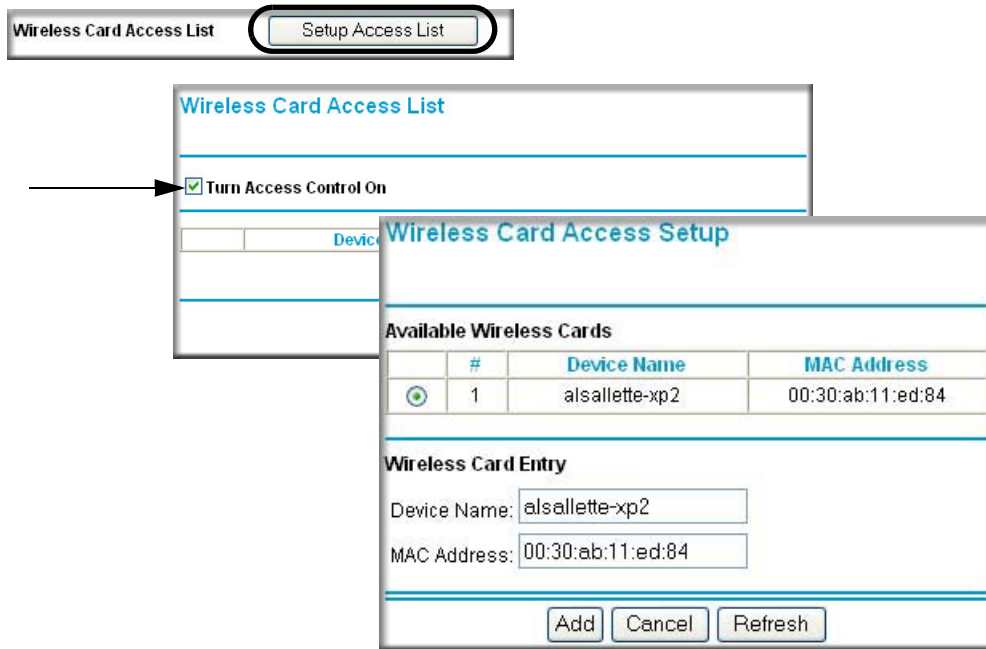 Wireless Card Access List Setup Access List
Wireless Card Access List
Turn Access Control On
Device
Wireless Card Access Setup
Available Wireless Cards
# Device Name MAC Address
1 alsallette-xp2 00:30:ab:11:ed:84
Wireless Card Entry
Device Name: alsallette-xp2
MAC Address: 00:30:ab:11:ed:84
Add Cancel Refresh